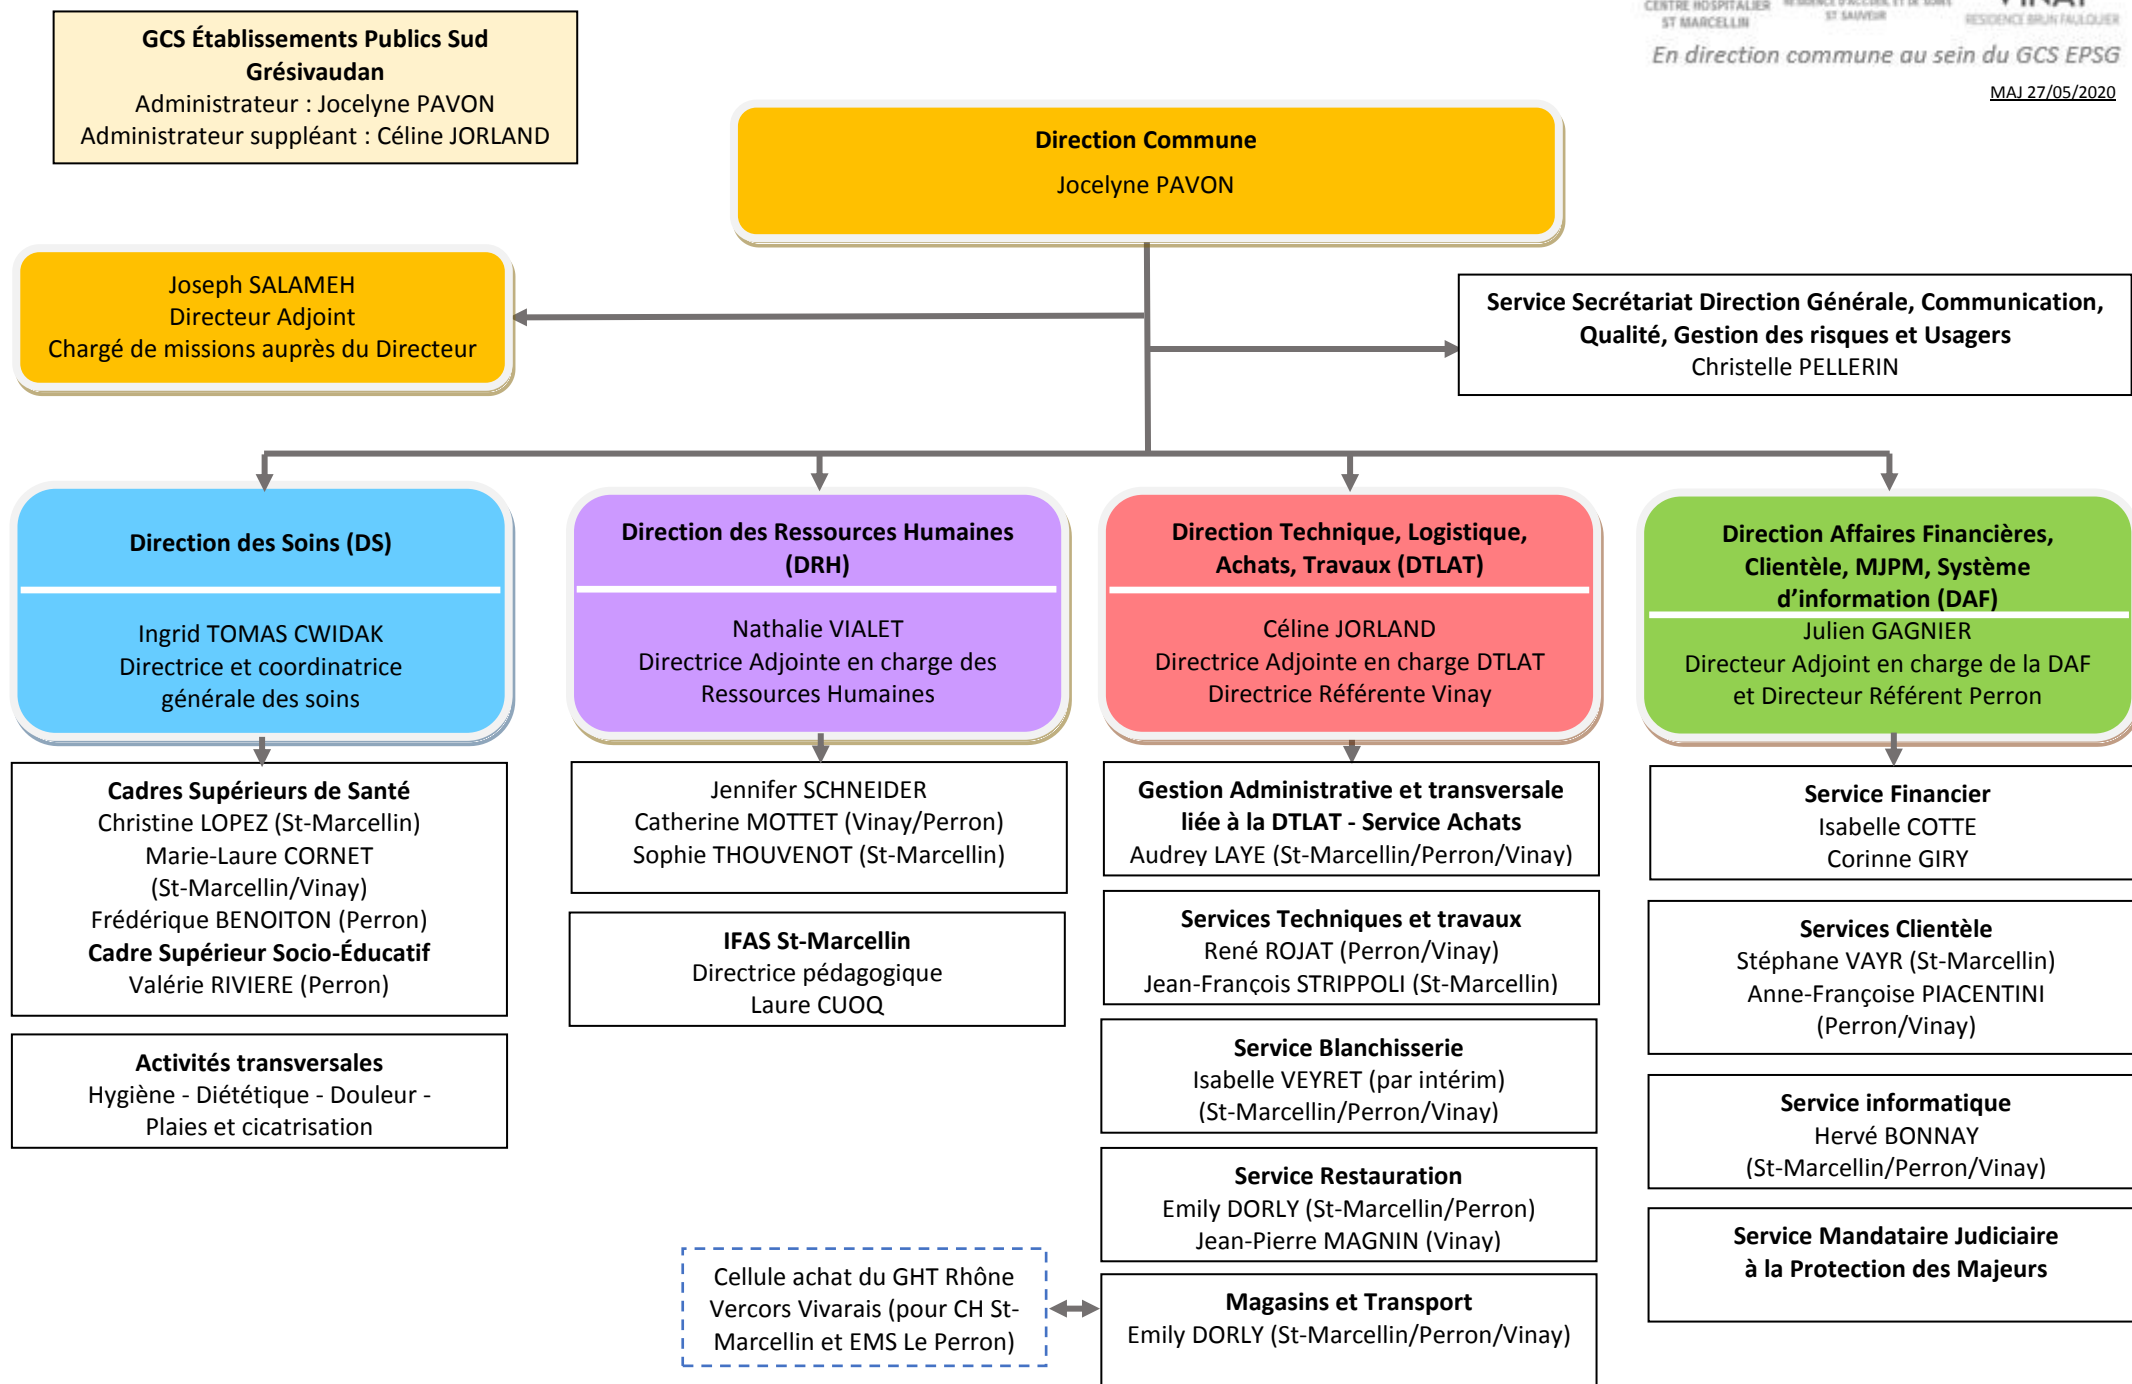 GCS Établissements Publics Sud
Grésivaudan
Administrateur : Jocelyne PAVON
Administrateur suppléant : Céline JORLAND
CENTRE HOSPITALIER
ST MARCELLIN
RESIDENCE D'ACCUEIL ET DE SOINS
ST SAUVEUR
VINAY
RESIDENCE BRUN FAULQUIER
En direction commune au sein du GCS EPSG
MAJ 27/05/2020
Direction Commune
Jocelyne PAVON
Joseph SALAMEH
Directeur Adjoint
Chargé de missions auprès du Directeur
Service Secrétariat Direction Générale, Communication,
Qualité, Gestion des risques et Usagers
Christelle PELLERIN
Direction des Soins (DS)
Ingrid TOMAS CWIDAK
Directrice et coordinatrice
générale des soins
Direction des Ressources Humaines
(DRH)
Nathalie VIALET
Directrice Adjointe en charge des
Ressources Humaines
Direction Technique, Logistique,
Achats, Travaux (DTLAT)
Céline JORLAND
Directrice Adjointe en charge DTLAT
Directrice Référente Vinay
Direction Affaires Financières,
Clientèle, MJPM, Système
d’information (DAF)
Julien GAGNIER
Directeur Adjoint en charge de la DAF
et Directeur Référent Perron
Cadres Supérieurs de Santé
Christine LOPEZ (St-Marcellin)
Marie-Laure CORNET
(St-Marcellin/Vinay)
Frédérique BENOITON (Perron)
Cadre Supérieur Socio-Éducatif
Valérie RIVIERE (Perron)
Activités transversales
Hygiène - Diététique - Douleur -
Plaies et cicatrisation
Jennifer SCHNEIDER
Catherine MOTTET (Vinay/Perron)
Sophie THOUVENOT (St-Marcellin)
IFAS St-Marcellin
Directrice pédagogique
Laure CUOQ
Gestion Administrative et transversale
liée à la DTLAT - Service Achats
Audrey LAYE (St-Marcellin/Perron/Vinay)
Services Techniques et travaux
René ROJAT (Perron/Vinay)
Jean-François STRIPPOLI (St-Marcellin)
Service Blanchisserie
Isabelle VEYRET (par intérim)
(St-Marcellin/Perron/Vinay)
Service Restauration
Emily DORLY (St-Marcellin/Perron)
Jean-Pierre MAGNIN (Vinay)
Cellule achat du GHT Rhône
Vercors Vivarais (pour CH St-
Marcellin et EMS Le Perron)
Magasins et Transport
Emily DORLY (St-Marcellin/Perron/Vinay)
Service Financier
Isabelle COTTE
Corinne GIRY
Services Clientèle
Stéphane VAYR (St-Marcellin)
Anne-Françoise PIACENTINI
(Perron/Vinay)
Service informatique
Hervé BONNAY
(St-Marcellin/Perron/Vinay)
Service Mandataire Judiciaire
à la Protection des Majeurs